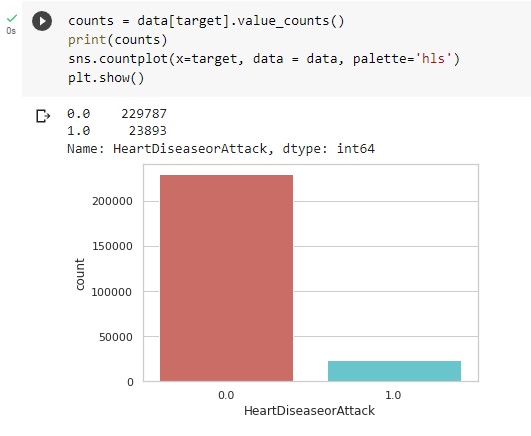 counts = data[target].value_counts()
print(counts)
sns.countplot(x=target, data = data, palette='hls')
plt.show()
0s
0.0    229787
1.0     23893
Name: HeartDiseaseorAttack, dtype: int64
200000
150000
100000
50000
0
count
0.0
1.0
HeartDiseaseorAttack